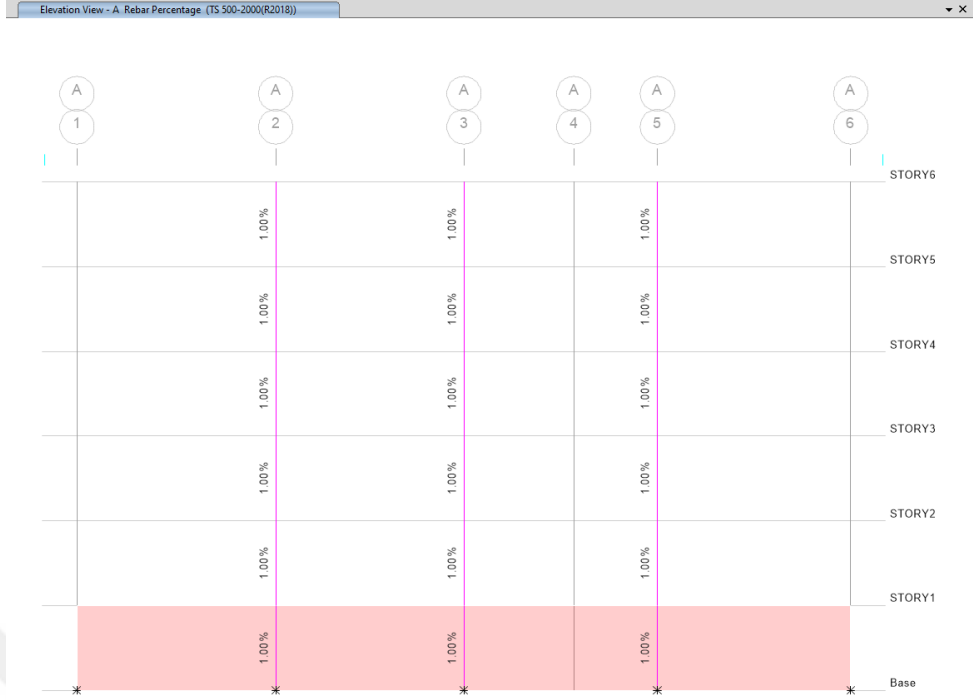 Elevation View - A Rebar Percentage (TS 500-2000(R2018))
A A A A A A
1 2 3 4 5 6
STORY6
1.00% 1.00% 1.00%
STORY5
1.00% 1.00% 1.00%
STORY4
1.00% 1.00% 1.00%
STORY3
1.00% 1.00% 1.00%
STORY2
1.00% 1.00% 1.00%
STORY1
1.00% 1.00% 1.00%
Base